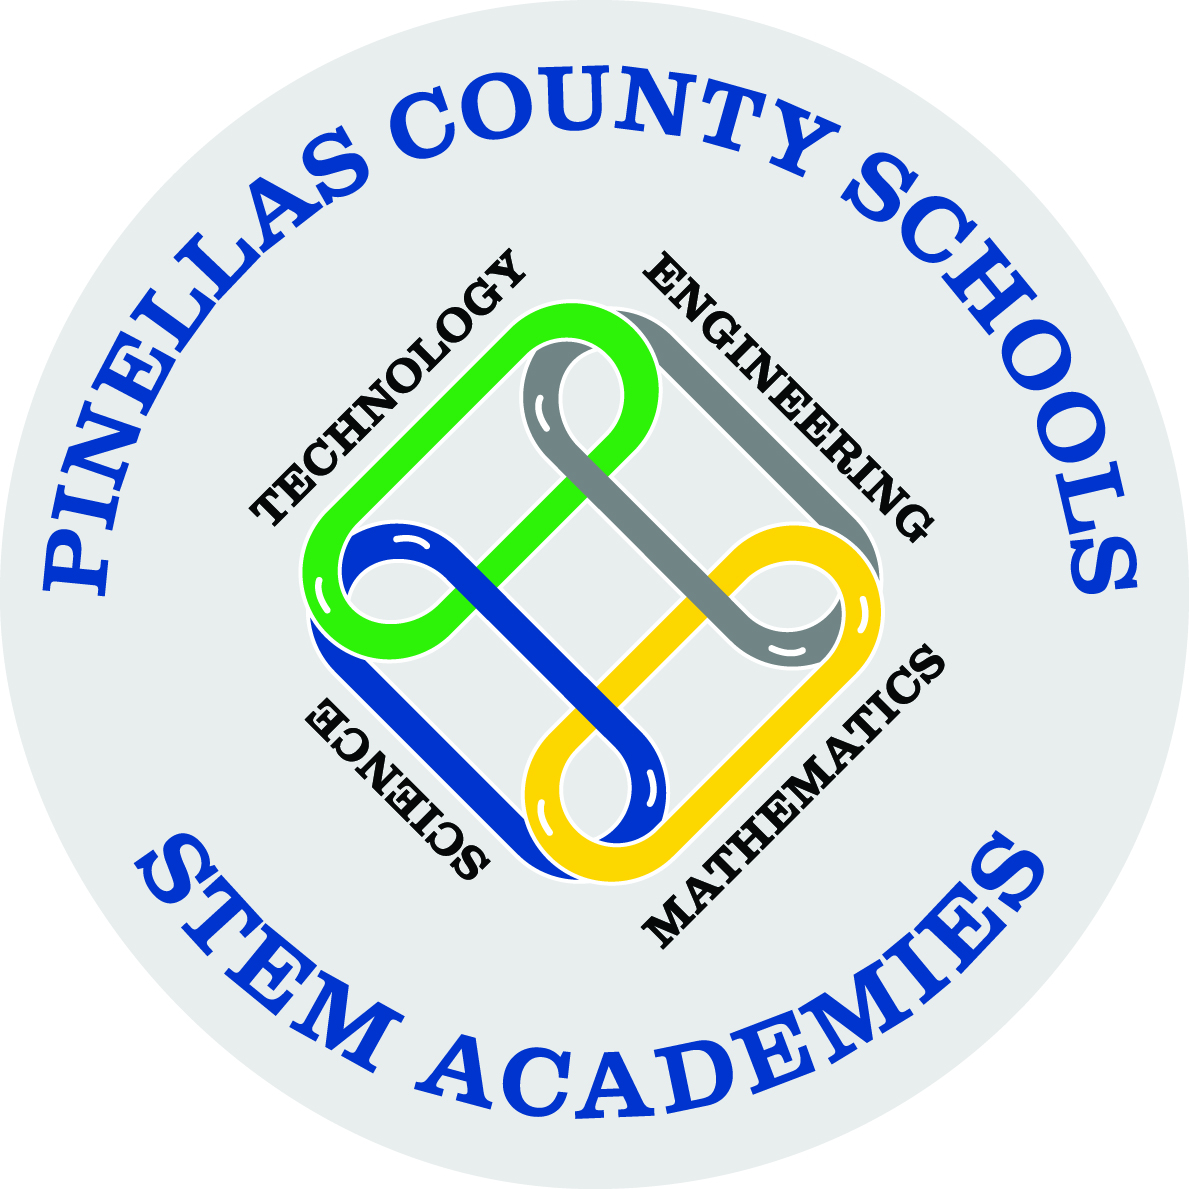 PINELLAS COUNTY SCHOOLS
TECHNOLOGY
ENGINEERING
SCIENCE
MATHEMATICS
STEM ACADEMIES